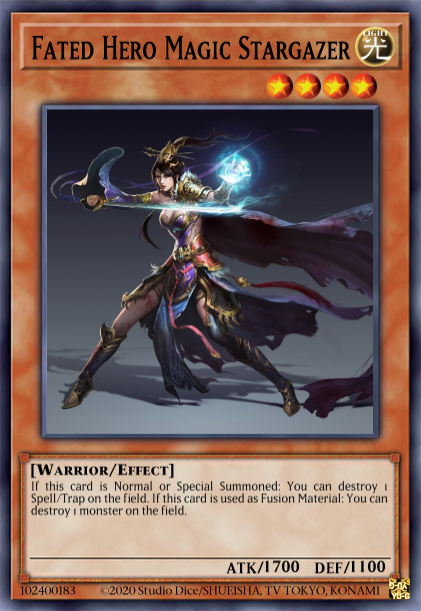 Fated Hero Magic Stargazer
LIGHT
光
[Warrior/Effect]
If this card is Normal or Special Summoned: You can destroy 1
Spell/Trap on the field. If this card is used as Fusion Material: You can
destroy 1 monster on the field.
ATK/1700 DEF/1100
102400183 ©2020 Studio Dice/SHUEISHA, TV TOKYO, KONAMI